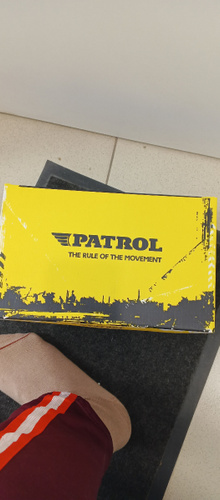 PATROL
THE RULE OF THE MOVEMENT